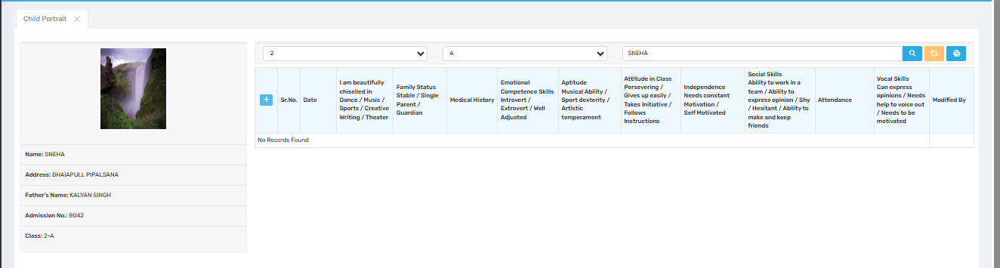 Child Portrait
2
A
SNEHA
Sr.No.
Date
I am beautifully
chiselled in
Dance / Music /
Sports / Creative
Writing / Theater
Family Status
Stable / Single
Parent /
Guardian
Medical History
Emotional
Competence Skills
Introvert /
Extrovert / Well
Adjusted
Aptitude
Musical Ability /
Sport dexterity /
Artistic
temperament
Attitude in Class
Persevering /
Gives up easily /
Takes Initiative /
Follows
Instructions
Independence
Needs constant
Motivation /
Self Motivated
Social Skills
Ability to work in a
team / Ability to
express opinion / Shy
/ Hesitant / Ability to
make and keep
friends
Attendance
Vocal Skills
Can express
opinions / Needs
help to voice out
/ Needs to be
motivated
Modified By
No Records Found
Name: SNEHA
Address: BHAIAPULL PIPALSANA
Father's Name: KALYAN SINGH
Admission No.: 8042
Class: 2-A